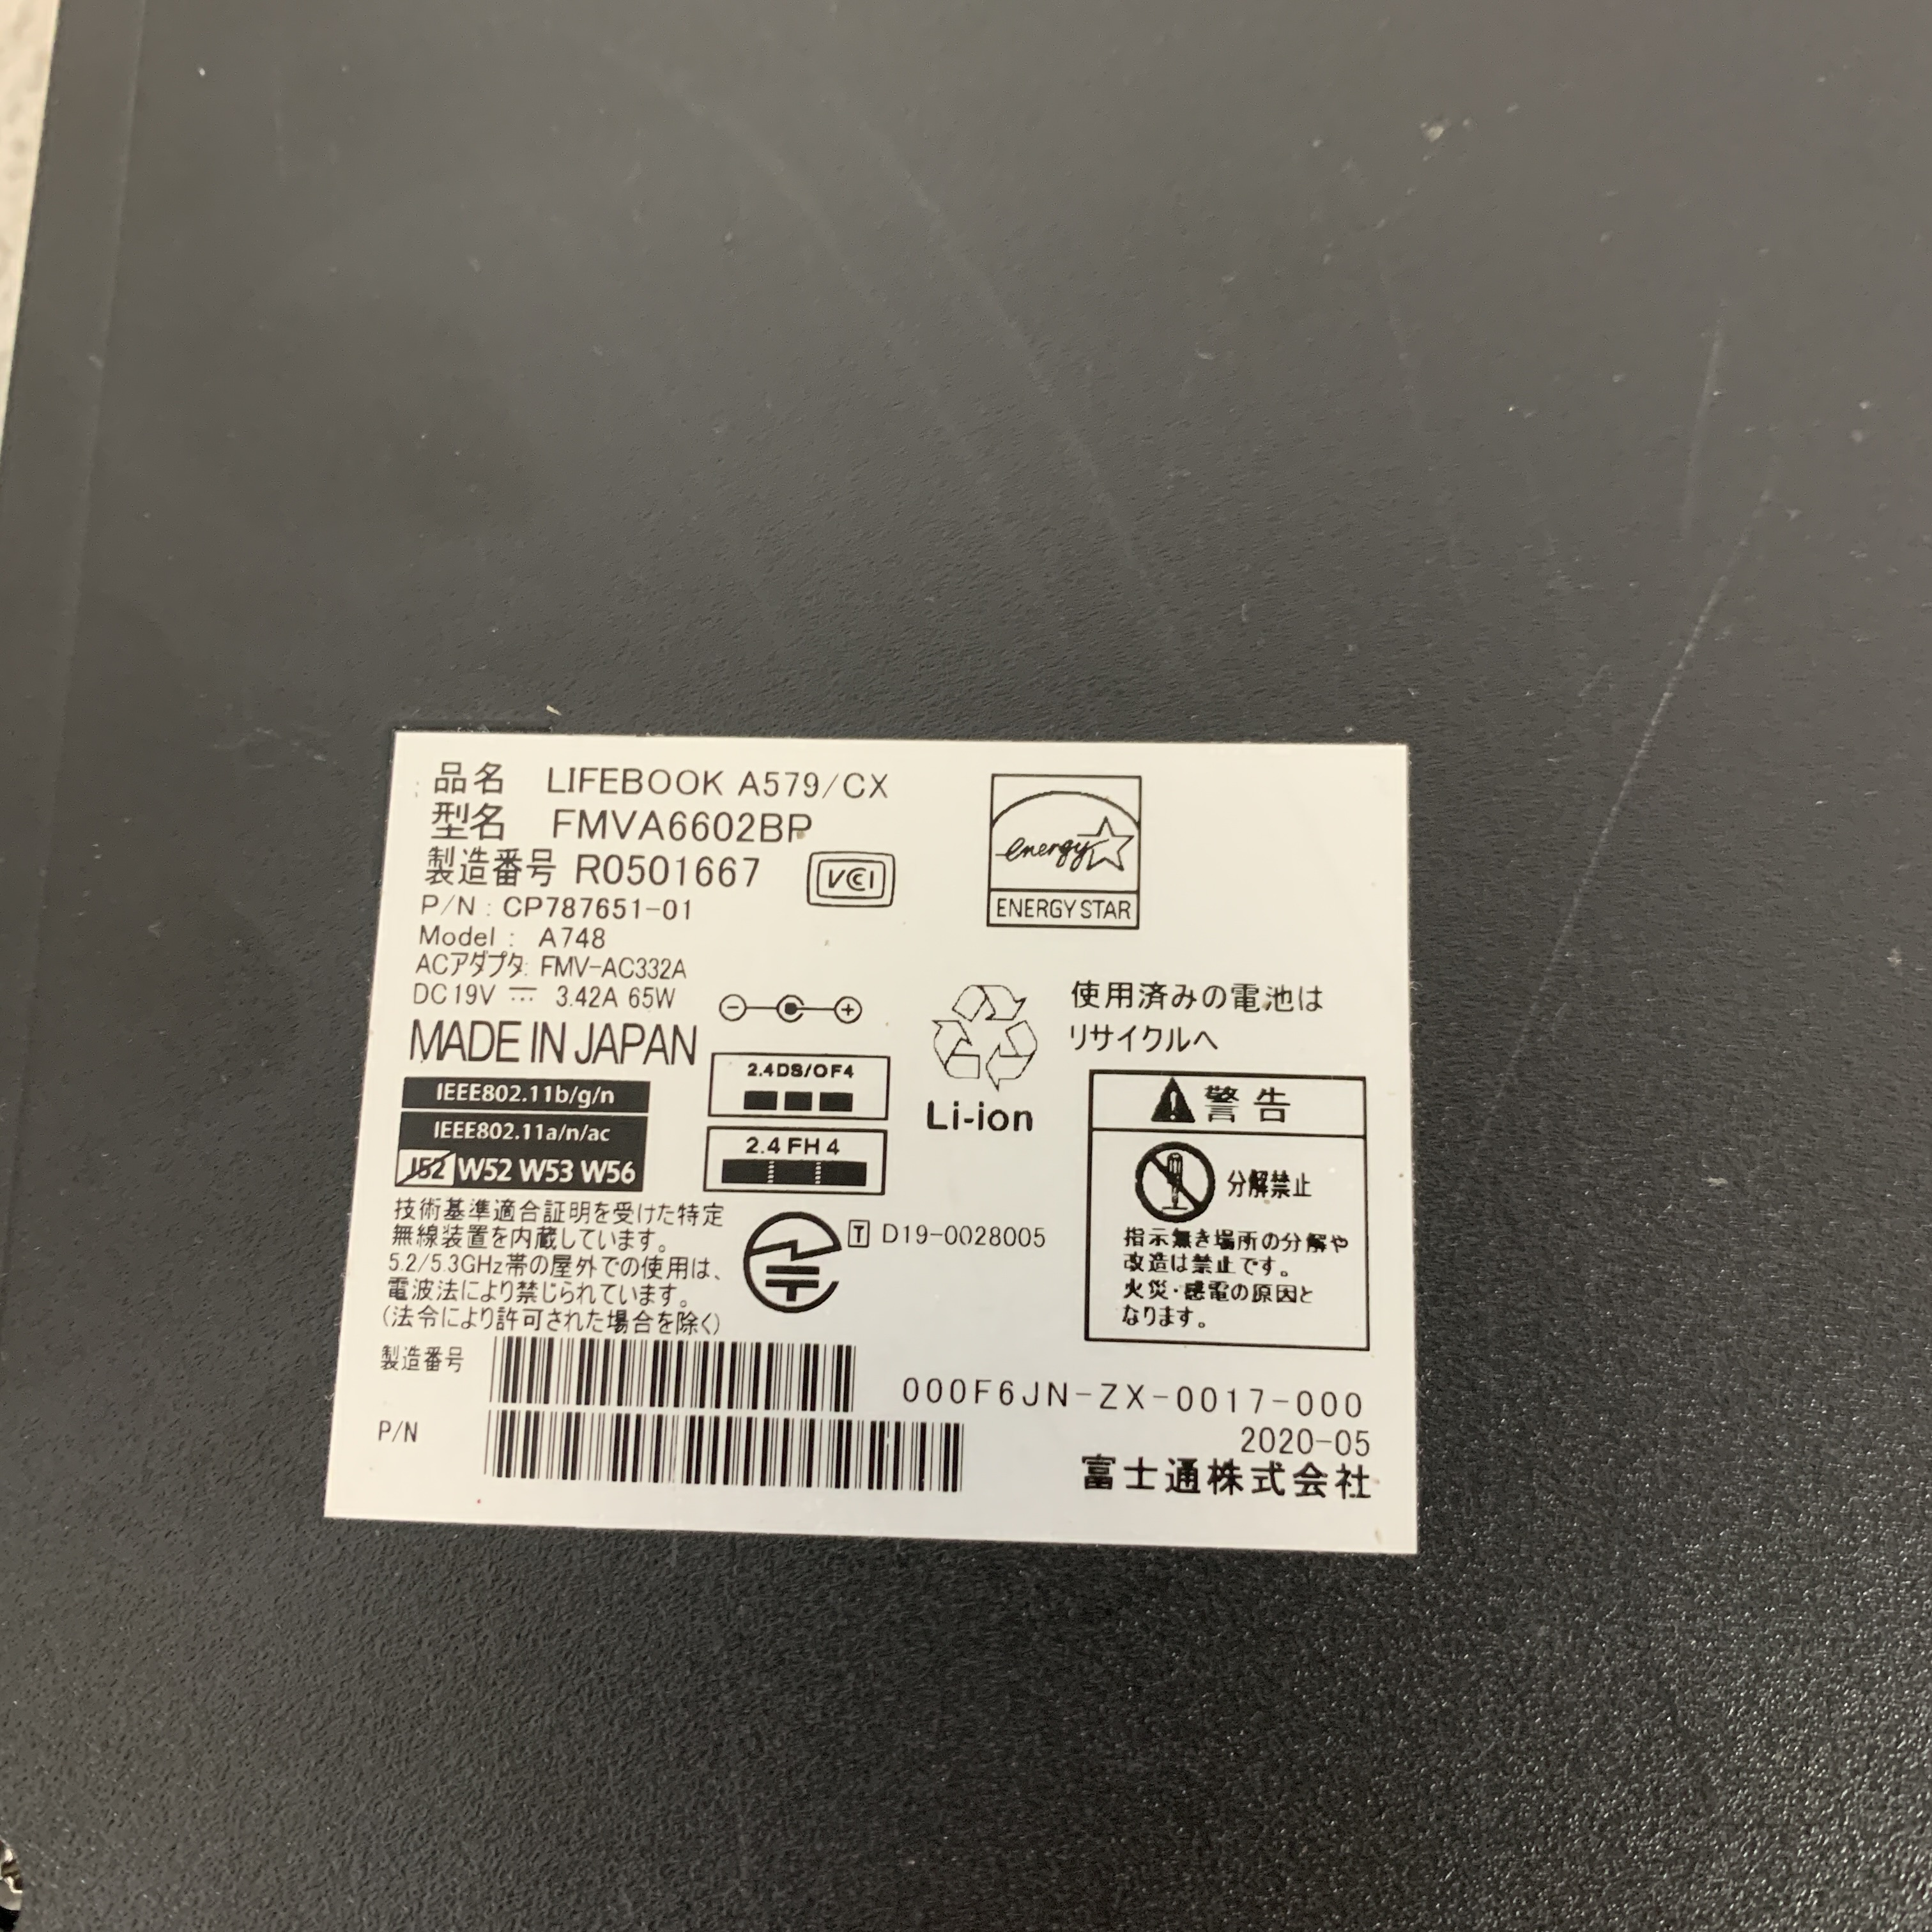 品名 LIFEBOOK A579/CX
型名 FMVA6602BP
製造番号 R0501667
VCCI
P/N : CP787651-01
Model : A748
ACアダプタ: FMV-AC332A
DC19V ⎓ 3.42A 65W
MADE IN JAPAN
energy
ENERGY STAR
使用済みの電池は
リサイクルへ
Li-ion
IEEE802.11b/g/n
IEEE802.11a/n/ac
J52 W52 W53 W56
2.4DS/OF4
2.4FH4
警告
分解禁止
指示無き場所の分解や
改造は禁止です。
火災・感電の原因と
なります。
技術基準適合証明を受けた特定
無線装置を内蔵しています。
5.2/5.3GHz帯の屋外での使用は、
電波法により禁じられています。
(法令により許可された場合を除く)
T D19-0028005
製造番号
P/N
000F6JN-ZX-0017-000
2020-05
富士通株式会社